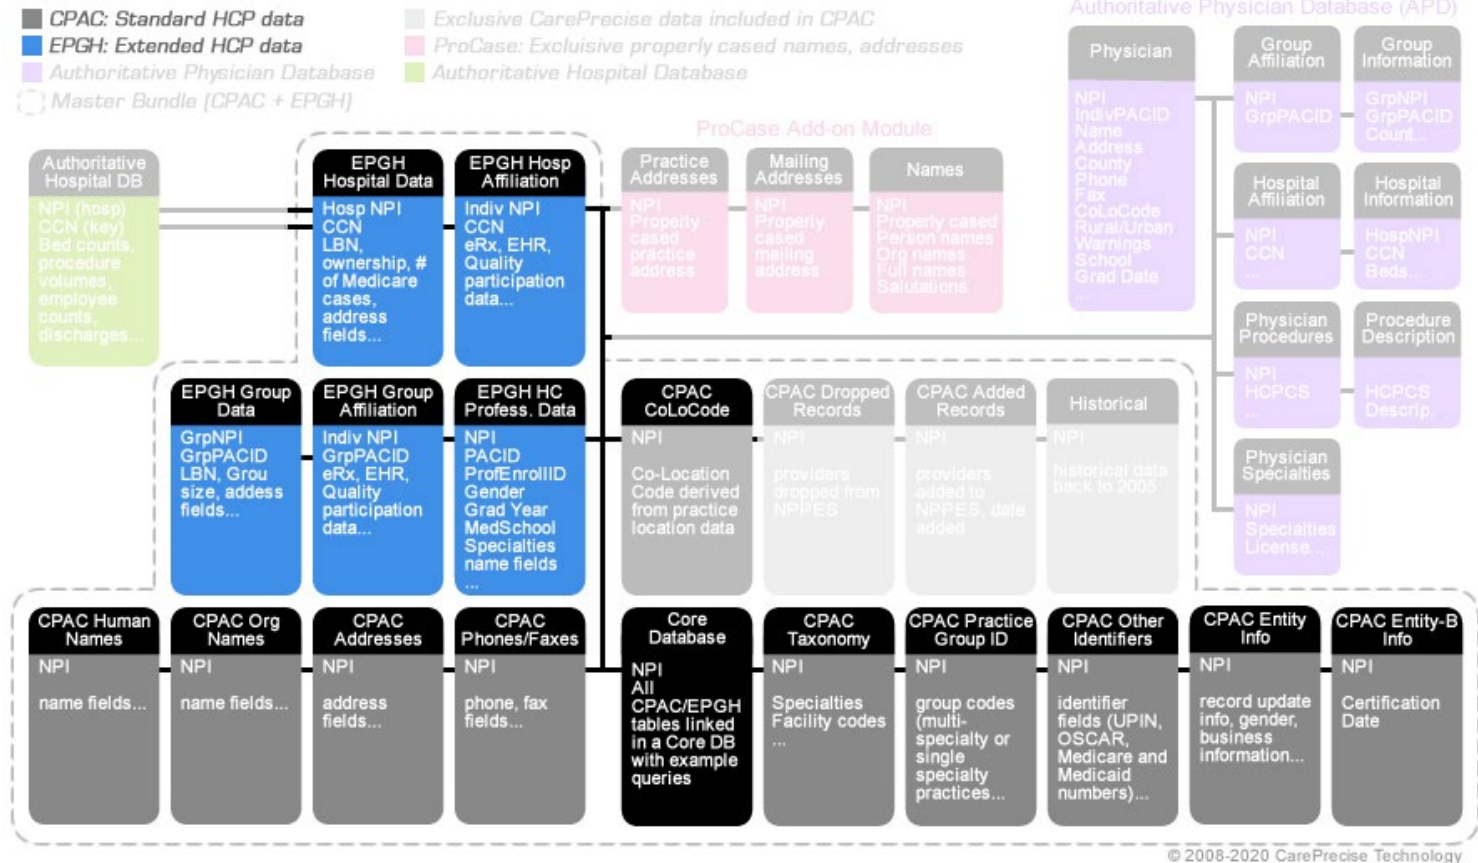 CPAC: Standard HCP data
EPGH: Extended HCP data
Authoritative Physician Database
Master Bundle (CPAC + EPGH)
Exclusive CarePrecise data included in CPAC
ProCase: Excluisive properly cased names, addresses
Authoritative Hospital Database
Authoritative Physician Database (APD)
Physician
NPI
IndivPACID
Name
Address
County
Phone
Fax
CoLoCode
Rural/Urban
Warnings
School
Grad Date
...
Group
Affiliation
NPI
GrpPACID
Group
Information
GrpNPI
GrpPACID
Count...
Hospital
Affiliation
NPI
CCN
...
Hospital
Information
HospNPI
CCN
Beds...
Physician
Procedures
NPI
HCPCS
...
Procedure
Description
HCPCS
Descrip.
Physician
Specialties
NPI
Specialties
License...
ProCase Add-on Module
Authoritative
Hospital DB
NPI (hosp)
CCN (key)
Bed counts,
procedure
volumes,
employee
counts,
discharges...
EPGH
Hospital Data
Hosp NPI
CCN
LBN,
ownership, #
of Medicare
cases,
address
fields...
EPGH Hosp
Affiliation
Indiv NPI
CCN
eRx, EHR,
Quality
participation
data...
Practice
Addresses
NPI
Properly
cased
practice
address
Mailing
Addresses
NPI
Properly
cased
mailing
address
Names
NPI
Properly cased
Person names
Org names
Full names
Salutations
EPGH Group
Data
GrpNPI
GrpPACID
LBN, Grou
size, addess
fields...
EPGH Group
Affiliation
Indiv NPI
GrpPACID
eRx, EHR,
Quality
participation
data...
EPGH HC
Profess. Data
NPI
PACID
ProfEnrollID
Gender
Grad Year
MedSchool
Specialties
name fields
...
CPAC
CoLoCode
NPI
Co-Location
Code derived
from practice
location data
CPAC Dropped
Records
NPI
providers
dropped from
NPPES
CPAC Added
Records
NPI
providers
added to
NPPES, date
added
Historical
NPI
historical data
back to 2005
CPAC Human
Names
NPI
name fields...
CPAC Org
Names
NPI
name fields...
CPAC
Addresses
NPI
address
fields...
CPAC
Phones/Faxes
NPI
phone, fax
fields...
Core
Database
NPI
All
CPAC/EPGH
tables linked
in a Core DB
with example
queries
CPAC
Taxonomy
NPI
Specialties
Facility codes
...
CPAC Practice
Group ID
NPI
group codes
(multi-
specialty or
single
specialty
practices...
CPAC Other
Identifiers
NPI
identifier
fields (UPIN,
OSCAR,
Medicare and
Medicaid
numbers)...
CPAC Entity
Info
NPI
record update
info, gender,
business
information...
CPAC Entity-B
Info
NPI
Certification
Date
© 2008-2020 CarePrecise Technology